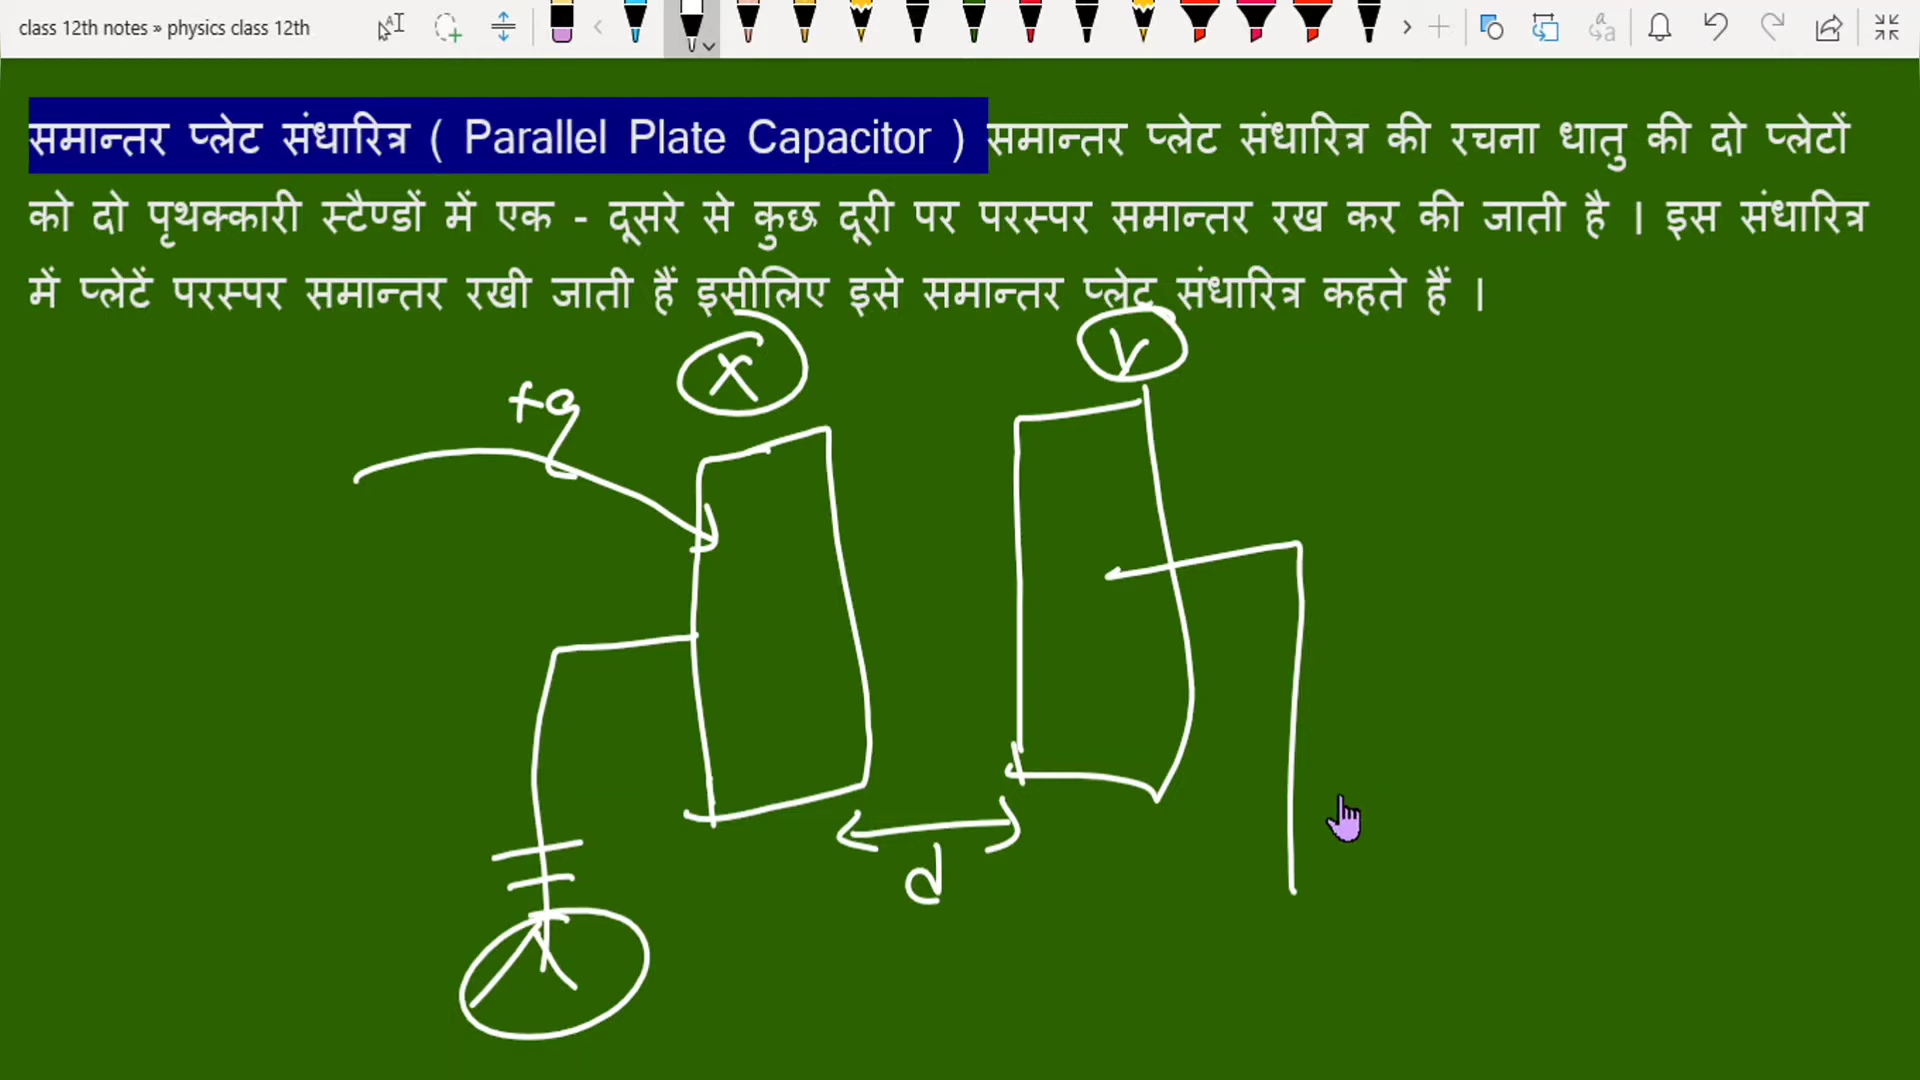 class 12th notes » physics class 12th
समान्तर प्लेट संधारित्र ( Parallel Plate Capacitor ) समान्तर प्लेट संधारित्र की रचना धातु की दो प्लेटों
को दो पृथक्कारी स्टैण्डों में एक - दूसरे से कुछ दूरी पर परस्पर समान्तर रख कर की जाती है । इस संधारित्र
में प्लेटें परस्पर समान्तर रखी जाती हैं इसीलिए इसे समान्तर प्लेट संधारित्र कहते हैं ।
X
Y
+q
d